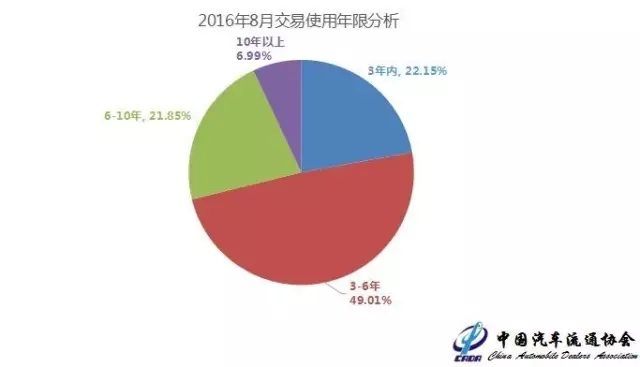 2016年8月交易使用年限分析
10年以上
6.99%
3年内, 22.15%
6-10年, 21.85%
3-6年
49.01%
中国汽车流通协会
China Automobile Dealers Association
CADA